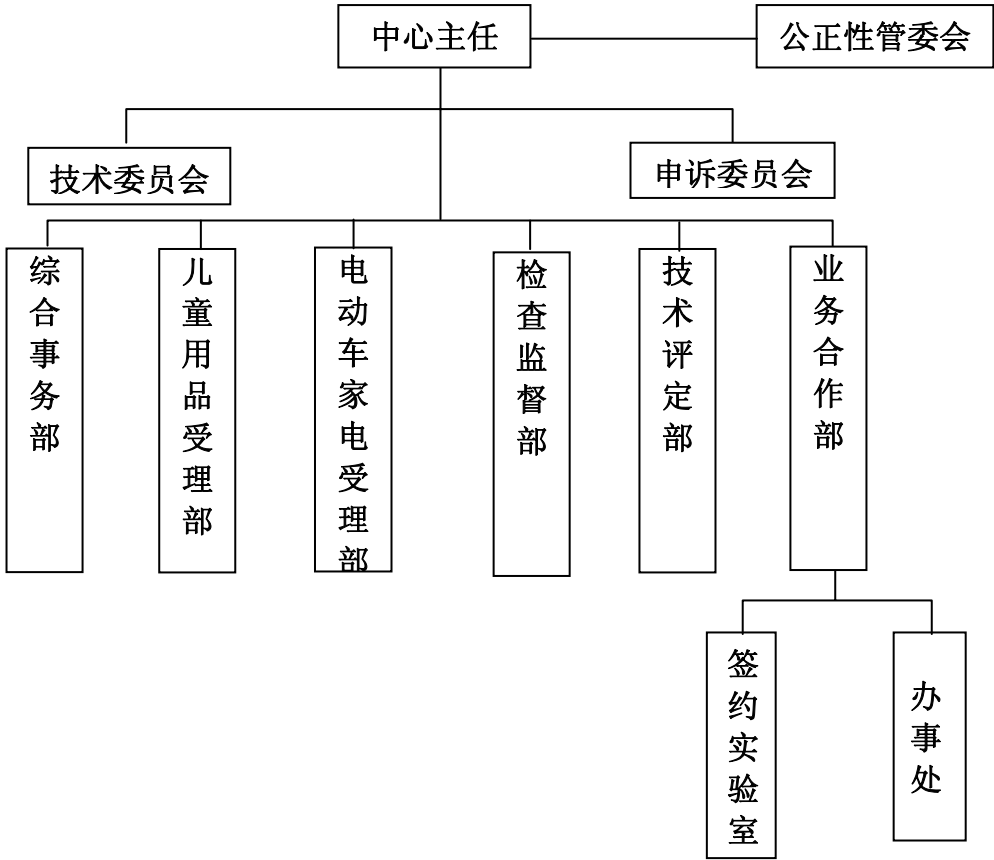 中心主任
公正性管委会
技术委员会
申诉委员会
综合事务部
儿童用品受理部
电动车家电受理部
检查监督部
技术评定部
业务合作部
签约实验室
办事处